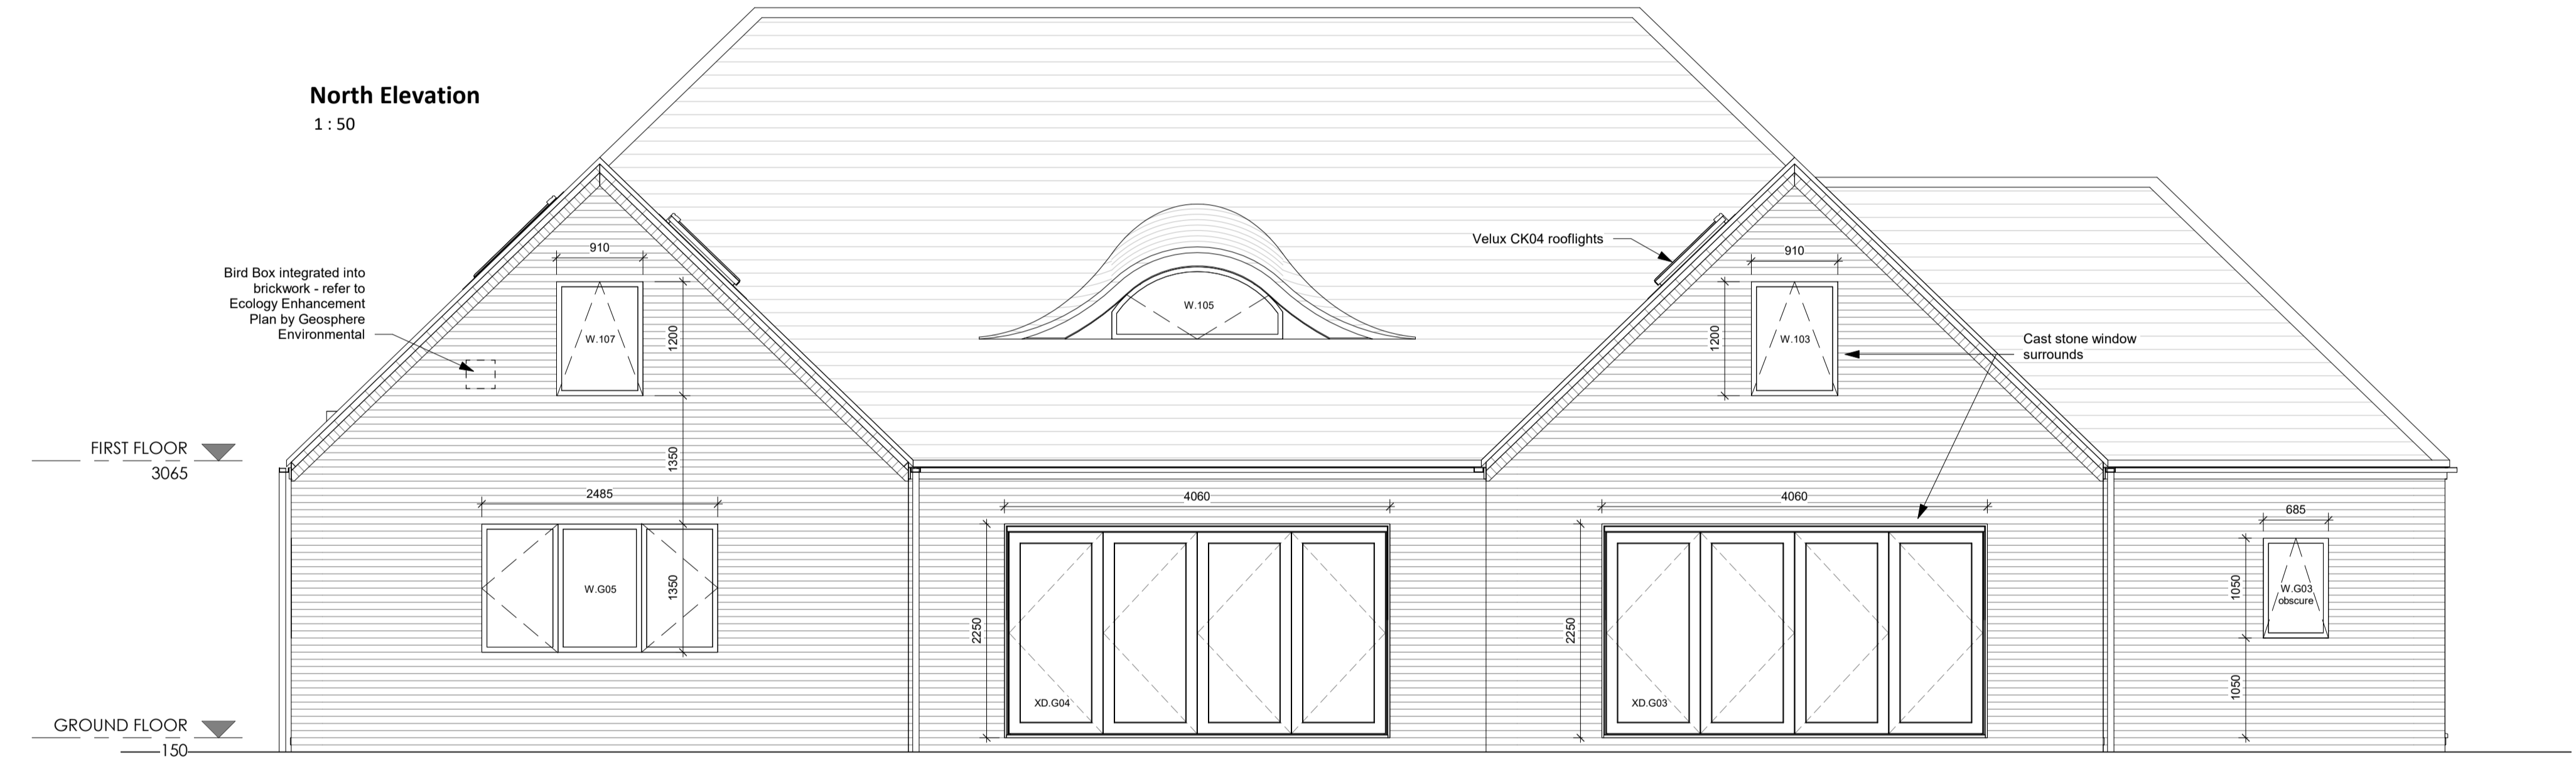 North Elevation
1 : 50
Bird Box integrated into
brickwork - refer to
Ecology Enhancement
Plan by Geosphere
Environmental
910
W.107
1200
1350
W.105
Velux CK04 rooflights
910
W.103
1200
Cast stone window
surrounds
FIRST FLOOR
3065
2485
W.G05
1350
4060
2250
XD.G04
4060
2250
XD.G03
685
1050
W.G03
obscure
1050
GROUND FLOOR
150